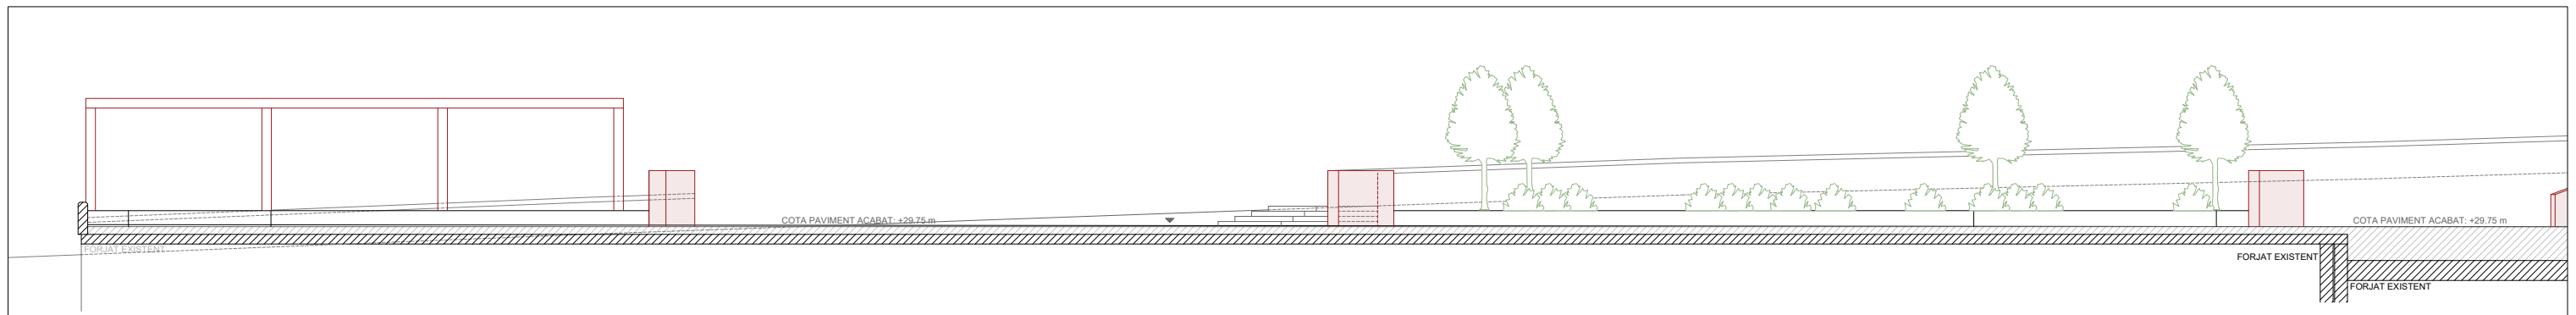 COTA PAVIMENT ACABAT: +29.75 m
COTA PAVIMENT ACABAT: +29.75 m
FORJAT EXISTENT
FORJAT EXISTENT
FORJAT EXISTENT